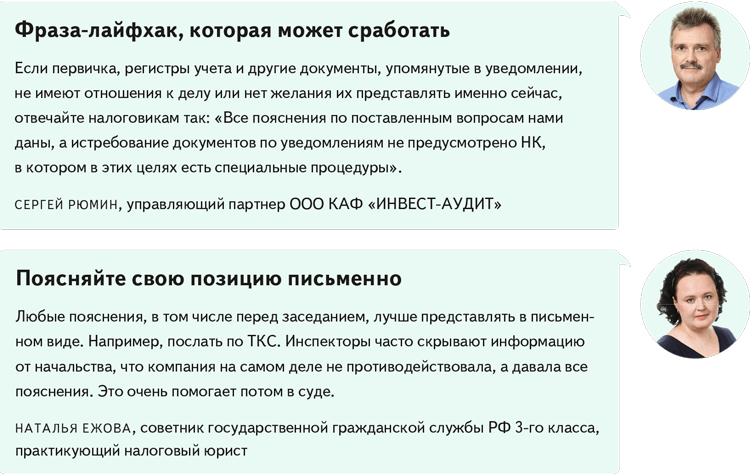 Фраза-лайфхак, которая может сработать
Если первичка, регистры учета и другие документы, упомянутые в уведомлении,
не имеют отношения к делу или нет желания их представлять именно сейчас,
отвечайте налоговикам так: «Все пояснения по поставленным вопросам нами
даны, а истребование документов по уведомлениям не предусмотрено НК,
в котором в этих целях есть специальные процедуры».
СЕРГЕЙ РЮМИН, управляющий партнер ООО КАФ «ИНВЕСТ-АУДИТ»
Поясняйте свою позицию письменно
Любые пояснения, в том числе перед заседанием, лучше представлять в письмен-
ном виде. Например, послать по ТКС. Инспекторы часто скрывают информацию
от начальства, что компания на самом деле не противодействовала, а давала все
пояснения. Это очень помогает потом в суде.
НАТАЛЬЯ ЕЖОВА, советник государственной гражданской службы РФ 3-го класса,
практикующий налоговый юрист